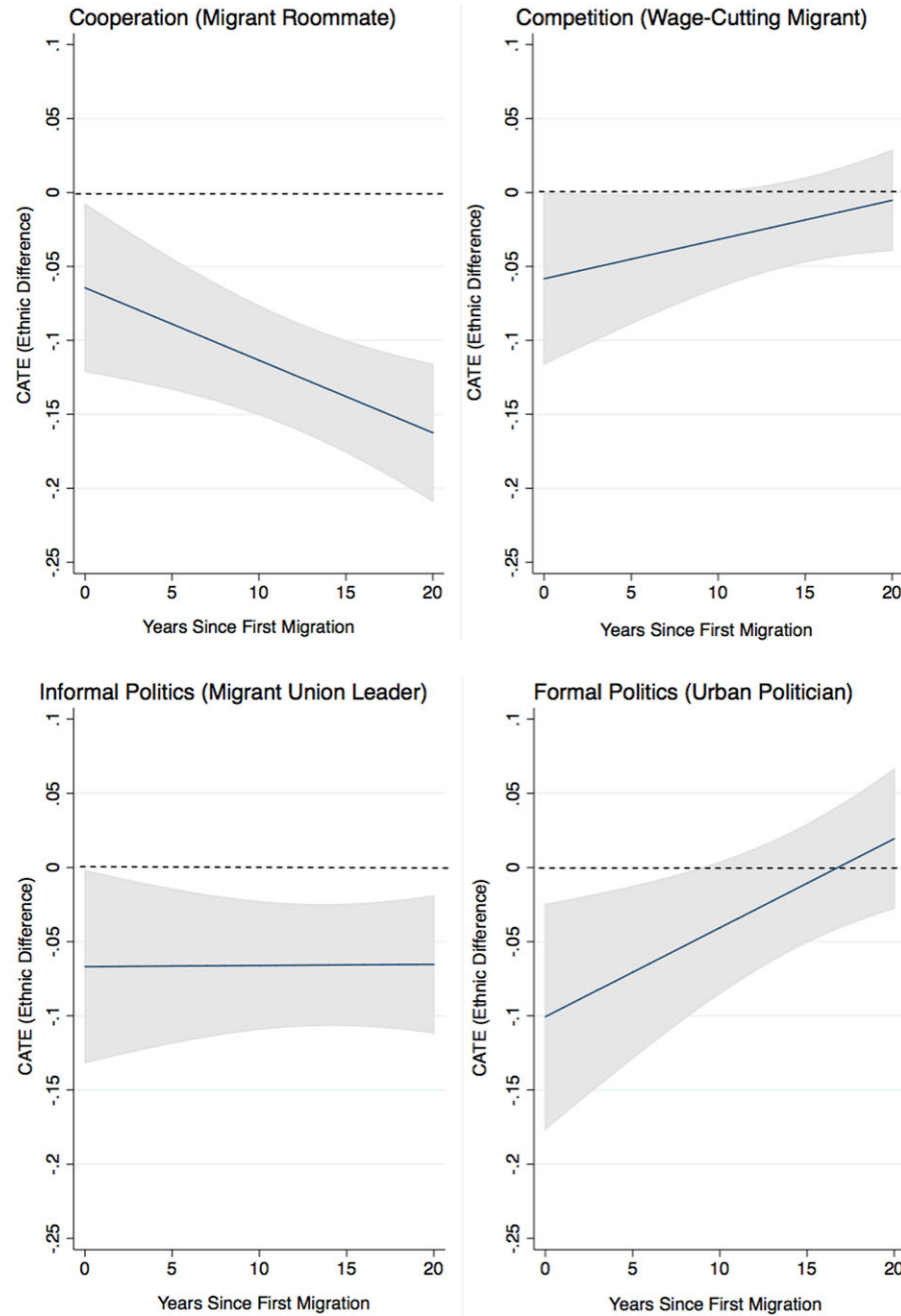 Cooperation (Migrant Roommate)
.1
.05
0
-.05
-.1
-.15
-.2
-.25
CATE (Ethnic Difference)
0 5 10 15 20
Years Since First Migration
Competition (Wage-Cutting Migrant)
.1
.05
0
-.05
-.1
-.15
-.2
-.25
CATE (Ethnic Difference)
0 5 10 15 20
Years Since First Migration
Informal Politics (Migrant Union Leader)
.1
.05
0
-.05
-.1
-.15
-.2
-.25
CATE (Ethnic Difference)
0 5 10 15 20
Years Since First Migration
Formal Politics (Urban Politician)
.1
.05
0
-.05
-.1
-.15
-.2
-.25
CATE (Ethnic Difference)
0 5 10 15 20
Years Since First Migration